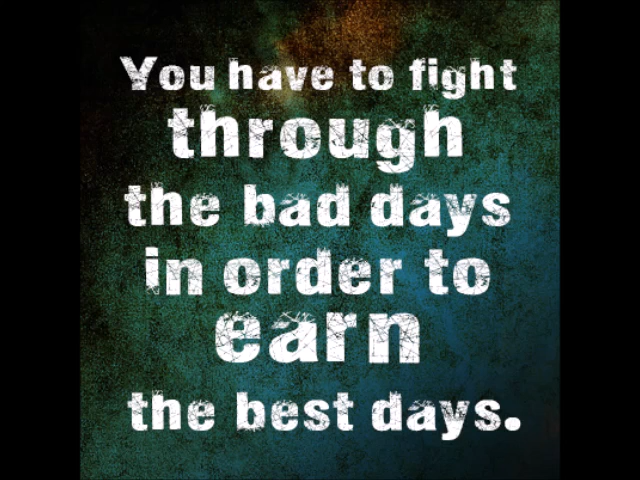 You have to fight
through
the bad days
in order to
earn
the best days.